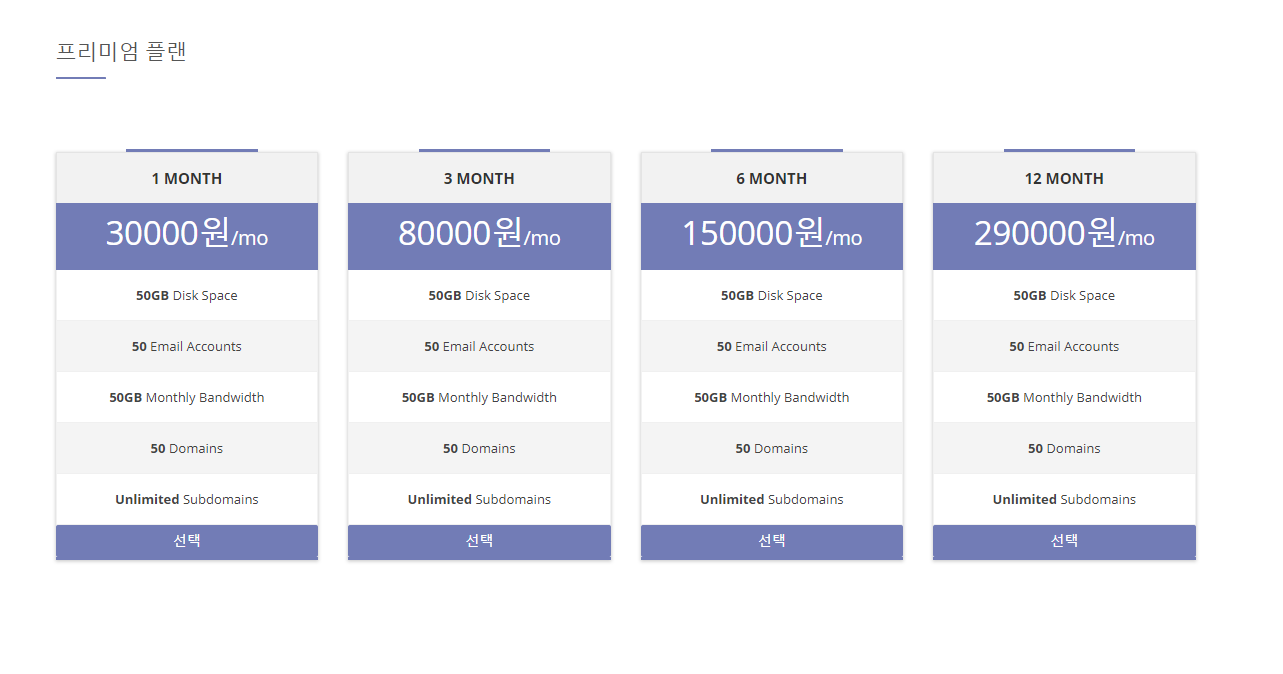 프리미엄 플랜
1 MONTH
30000원/mo
50GB Disk Space
50 Email Accounts
50GB Monthly Bandwidth
50 Domains
Unlimited Subdomains
선택
3 MONTH
80000원/mo
50GB Disk Space
50 Email Accounts
50GB Monthly Bandwidth
50 Domains
Unlimited Subdomains
선택
6 MONTH
150000원/mo
50GB Disk Space
50 Email Accounts
50GB Monthly Bandwidth
50 Domains
Unlimited Subdomains
선택
12 MONTH
290000원/mo
50GB Disk Space
50 Email Accounts
50GB Monthly Bandwidth
50 Domains
Unlimited Subdomains
선택